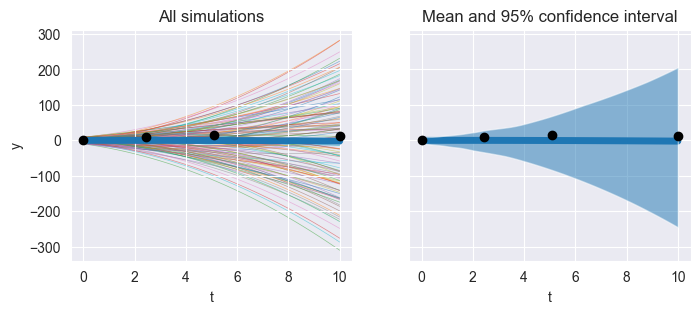 All simulations
Mean and 95% confidence interval
300
200
100
0
−100
−200
−300
y
0 2 4 6 8 10
0 2 4 6 8 10
t
t